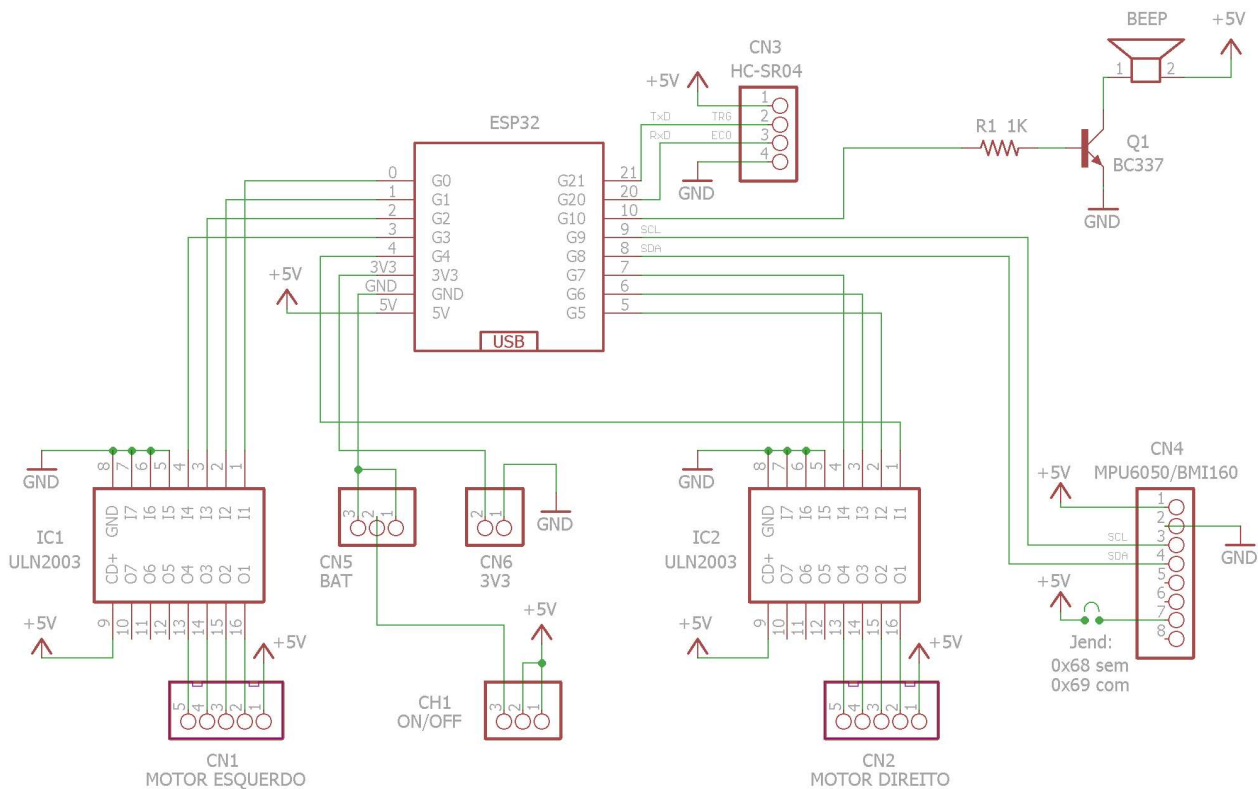 BEEP
+5V
1
2
CN3
HC-SR04
+5V
1
TxD TRG 2
RxD ECO 3
4
GND
R1 1K
Q1
BC337
GND
ESP32
0 G0 G21 21
1 G1 G20 20
2 G2 G10 10
3 G3 G9 9 SCL
4 G4 G8 8 SDA
3V3 3V3 G7 7
GND GND G6 6
5V 5V G5 5
USB
+5V
GND
8 7 6 5 4 3 2 1
GND I7 I6 I5 I4 I3 I2 I1
IC1
ULN2003
CD+ O7 O6 O5 O4 O3 O2 O1
9 10 11 12 13 14 15 16
+5V
+5V
5 4 3 2 1
CN1
MOTOR ESQUERDO
3 2 1
CN5
BAT
2 1
CN6
3V3
GND
+5V
CH1
ON/OFF
3 2 1
GND
8 7 6 5 4 3 2 1
GND I7 I6 I5 I4 I3 I2 I1
IC2
ULN2003
CD+ O7 O6 O5 O4 O3 O2 O1
9 10 11 12 13 14 15 16
+5V
+5V
5 4 3 2 1
CN2
MOTOR DIREITO
CN4
MPU6050/BMI160
+5V
1
2
SCL 3
SDA 4
5
6
7
8
GND
+5V
Jend:
0x68 sem
0x69 com